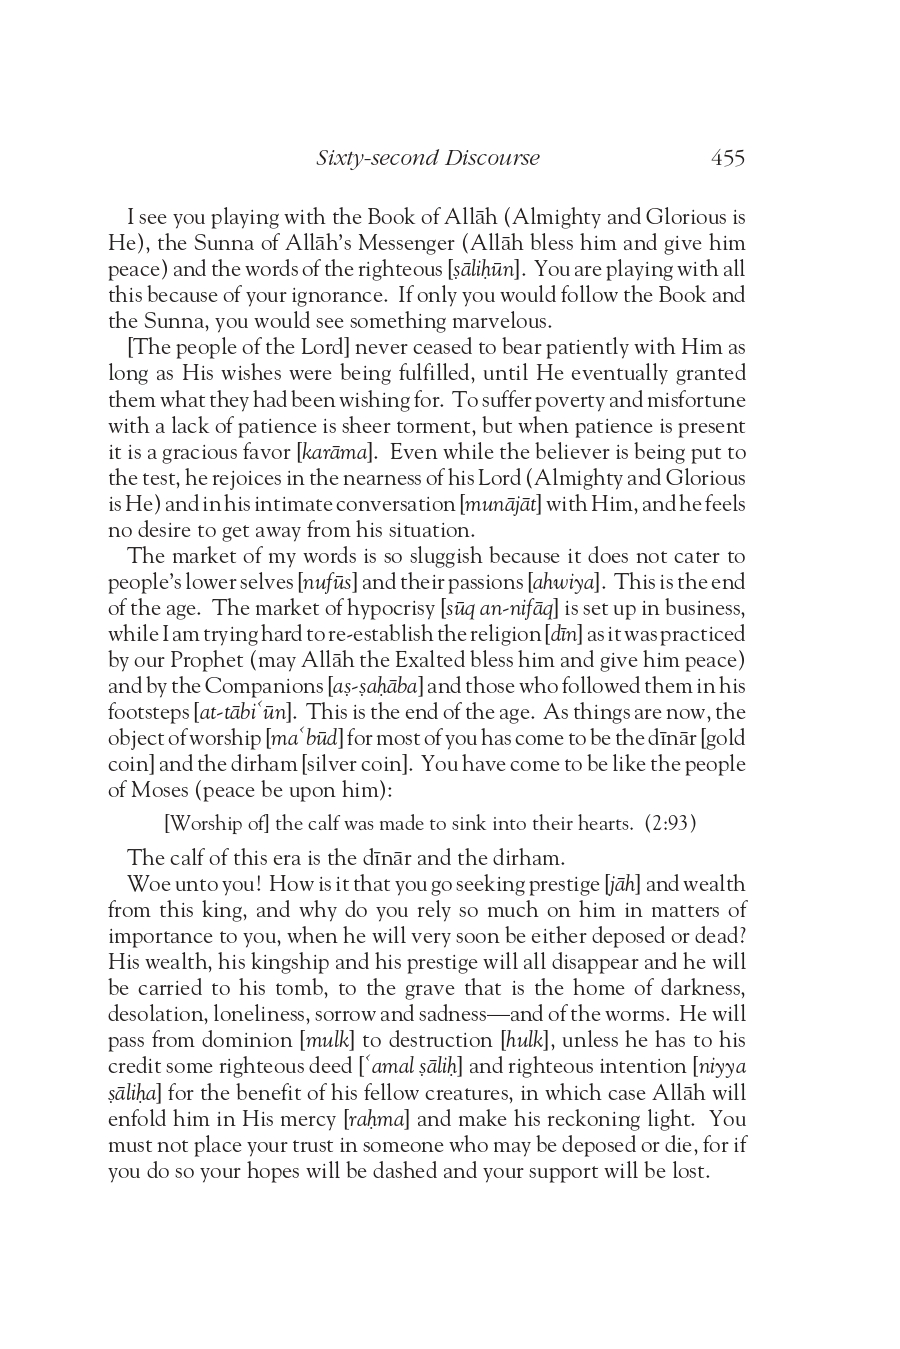 Sixty-second Discourse 455
I see you playing with the Book of Allāh (Almighty and Glorious is
He), the Sunna of Allāh's Messenger (Allāh bless him and give him
peace) and the words of the righteous [ṣāliḥūn]. You are playing with all
this because of your ignorance. If only you would follow the Book and
the Sunna, you would see something marvelous.
[The people of the Lord] never ceased to bear patiently with Him as
long as His wishes were being fulfilled, until He eventually granted
them what they had been wishing for. To suffer poverty and misfortune
with a lack of patience is sheer torment, but when patience is present
it is a gracious favor [karāma]. Even while the believer is being put to
the test, he rejoices in the nearness of his Lord (Almighty and Glorious
is He) and in his intimate conversation [munājāt] with Him, and he feels
no desire to get away from his situation.
The market of my words is so sluggish because it does not cater to
people's lower selves [nufūs] and their passions [ahwiya]. This is the end
of the age. The market of hypocrisy [sūq an-nifāq] is set up in business,
while I am trying hard to re-establish the religion [dīn] as it was practiced
by our Prophet (may Allāh the Exalted bless him and give him peace)
and by the Companions [aṣ-ṣaḥāba] and those who followed them in his
footsteps [at-tābiʿūn]. This is the end of the age. As things are now, the
object of worship [maʿbūd] for most of you has come to be the dīnār [gold
coin] and the dirham [silver coin]. You have come to be like the people
of Moses (peace be upon him):
[Worship of] the calf was made to sink into their hearts. (2:93)
The calf of this era is the dīnār and the dirham.
Woe unto you! How is it that you go seeking prestige [jāh] and wealth
from this king, and why do you rely so much on him in matters of
importance to you, when he will very soon be either deposed or dead?
His wealth, his kingship and his prestige will all disappear and he will
be carried to his tomb, to the grave that is the home of darkness,
desolation, loneliness, sorrow and sadness—and of the worms. He will
pass from dominion [mulk] to destruction [hulk], unless he has to his
credit some righteous deed [ʿamal ṣāliḥ] and righteous intention [niyya
ṣāliḥa] for the benefit of his fellow creatures, in which case Allāh will
enfold him in His mercy [raḥma] and make his reckoning light. You
must not place your trust in someone who may be deposed or die, for if
you do so your hopes will be dashed and your support will be lost.